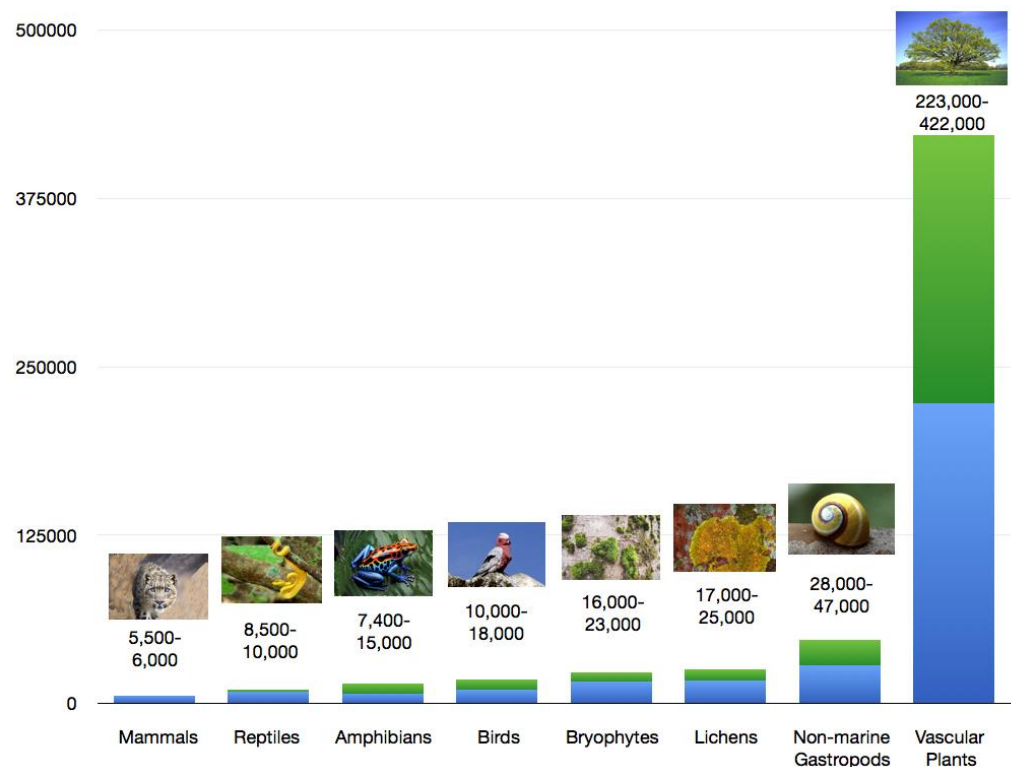 500000
375000
250000
125000
0
5,500-
6,000
8,500-
10,000
7,400-
15,000
10,000-
18,000
16,000-
23,000
17,000-
25,000
28,000-
47,000
223,000-
422,000
Mammals
Reptiles
Amphibians
Birds
Bryophytes
Lichens
Non-marine
Gastropods
Vascular
Plants